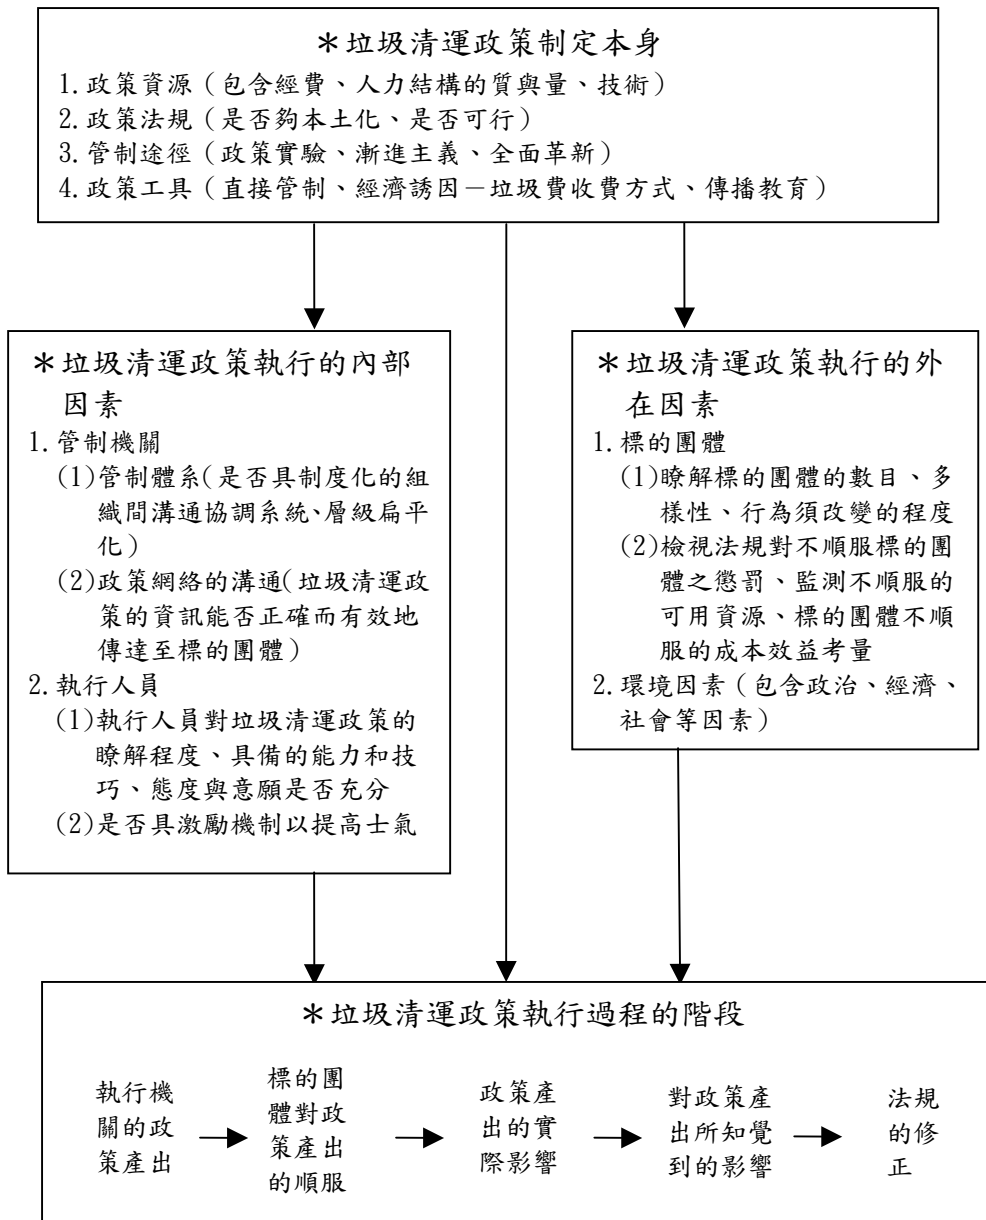 ＊垃圾清運政策制定本身
1.政策資源（包含經費、人力結構的質與量、技術）
2.政策法規（是否夠本土化、是否可行）
3.管制途徑（政策實驗、漸進主義、全面革新）
4.政策工具（直接管制、經濟誘因－垃圾費收費方式、傳播教育）
＊垃圾清運政策執行的內部
因素
1.管制機關
(1)管制體系(是否具制度化的組
織間溝通協調系統、層級扁平
化）
(2)政策網絡的溝通(垃圾清運政
策的資訊能否正確而有效地
傳達至標的團體）
2.執行人員
(1)執行人員對垃圾清運政策的
瞭解程度、具備的能力和技
巧、態度與意願是否充分
(2)是否具激勵機制以提高士氣
＊垃圾清運政策執行的外
在因素
1.標的團體
(1)瞭解標的團體的數目、多
樣性、行為須改變的程度
(2)檢視法規對不順服標的團
體之懲罰、監測不順服的
可用資源、標的團體不順
服的成本效益考量
2.環境因素（包含政治、經濟、
社會等因素）
＊垃圾清運政策執行過程的階段
執行機
關的政
策產出
標的團
體對政
策產出
的順服
政策產
出的實
際影響
對政策產
出所知覺
到的影響
法規
的修
正